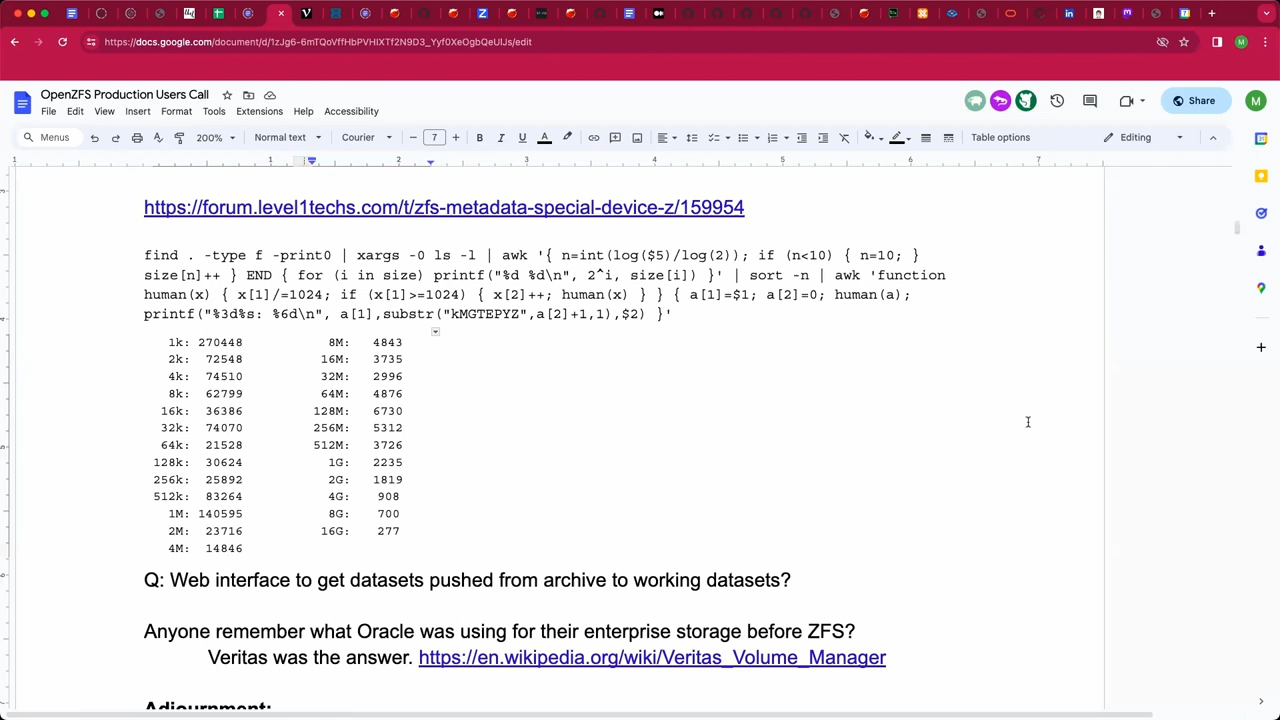 https://docs.google.com/document/d/1zJg6-6mTQoVffHbPVHIXTf2N9D3_Yyf0XeOgbQeUlJs/edit
OpenZFS Production Users Call
File Edit View Insert Format Tools Extensions Help Accessibility
Share
M
Menus 200% Normal text Courier 7 Table options Editing
1 1 2 3 4 5 6 7
https://forum.level1techs.com/t/zfs-metadata-special-device-z/159954
find . -type f -print0 | xargs -0 ls -l | awk '{ n=int(log($5)/log(2)); if (n<10) { n=10; }
size[n]++ } END { for (i in size) printf("%d %d\n", 2^i, size[i]) }' | sort -n | awk 'function
human(x) { x[1]/=1024; if (x[1]>=1024) { x[2]++; human(x) } } { a[1]=$1; a[2]=0; human(a);
printf("%3d%s: %6d\n", a[1],substr("kMGTEPYZ",a[2]+1,1),$2) }'
1k: 270448 8M: 4843
2k: 72548 16M: 3735
4k: 74510 32M: 2996
8k: 62799 64M: 4876
16k: 36386 128M: 6730
32k: 74070 256M: 5312
64k: 21528 512M: 3726
128k: 30624 1G: 2235
256k: 25892 2G: 1819
512k: 83264 4G: 908
1M: 140595 8G: 700
2M: 23716 16G: 277
4M: 14846
Q: Web interface to get datasets pushed from archive to working datasets?
Anyone remember what Oracle was using for their enterprise storage before ZFS?
Veritas was the answer. https://en.wikipedia.org/wiki/Veritas_Volume_Manager
Adjournment: